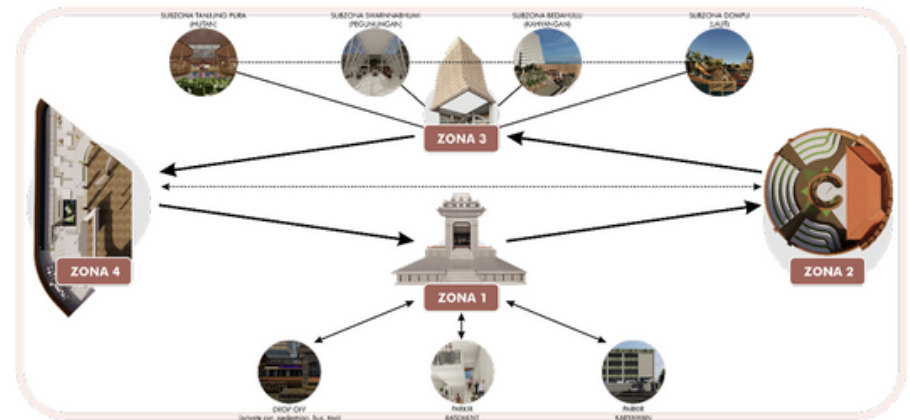 SUBZONA TANJUNG PURA
(HUTAN)
SUBZONA SWARNNABHUMI
(PEGUNUNGAN)
SUBZONA BEDAHULU
(KAHYANGAN)
SUBZONA DOMPU
(LAUT)
ZONA 3
ZONA 4
ZONA 2
ZONA 1
DROP OFF
PARKIR
BASEMENT
PARKIR